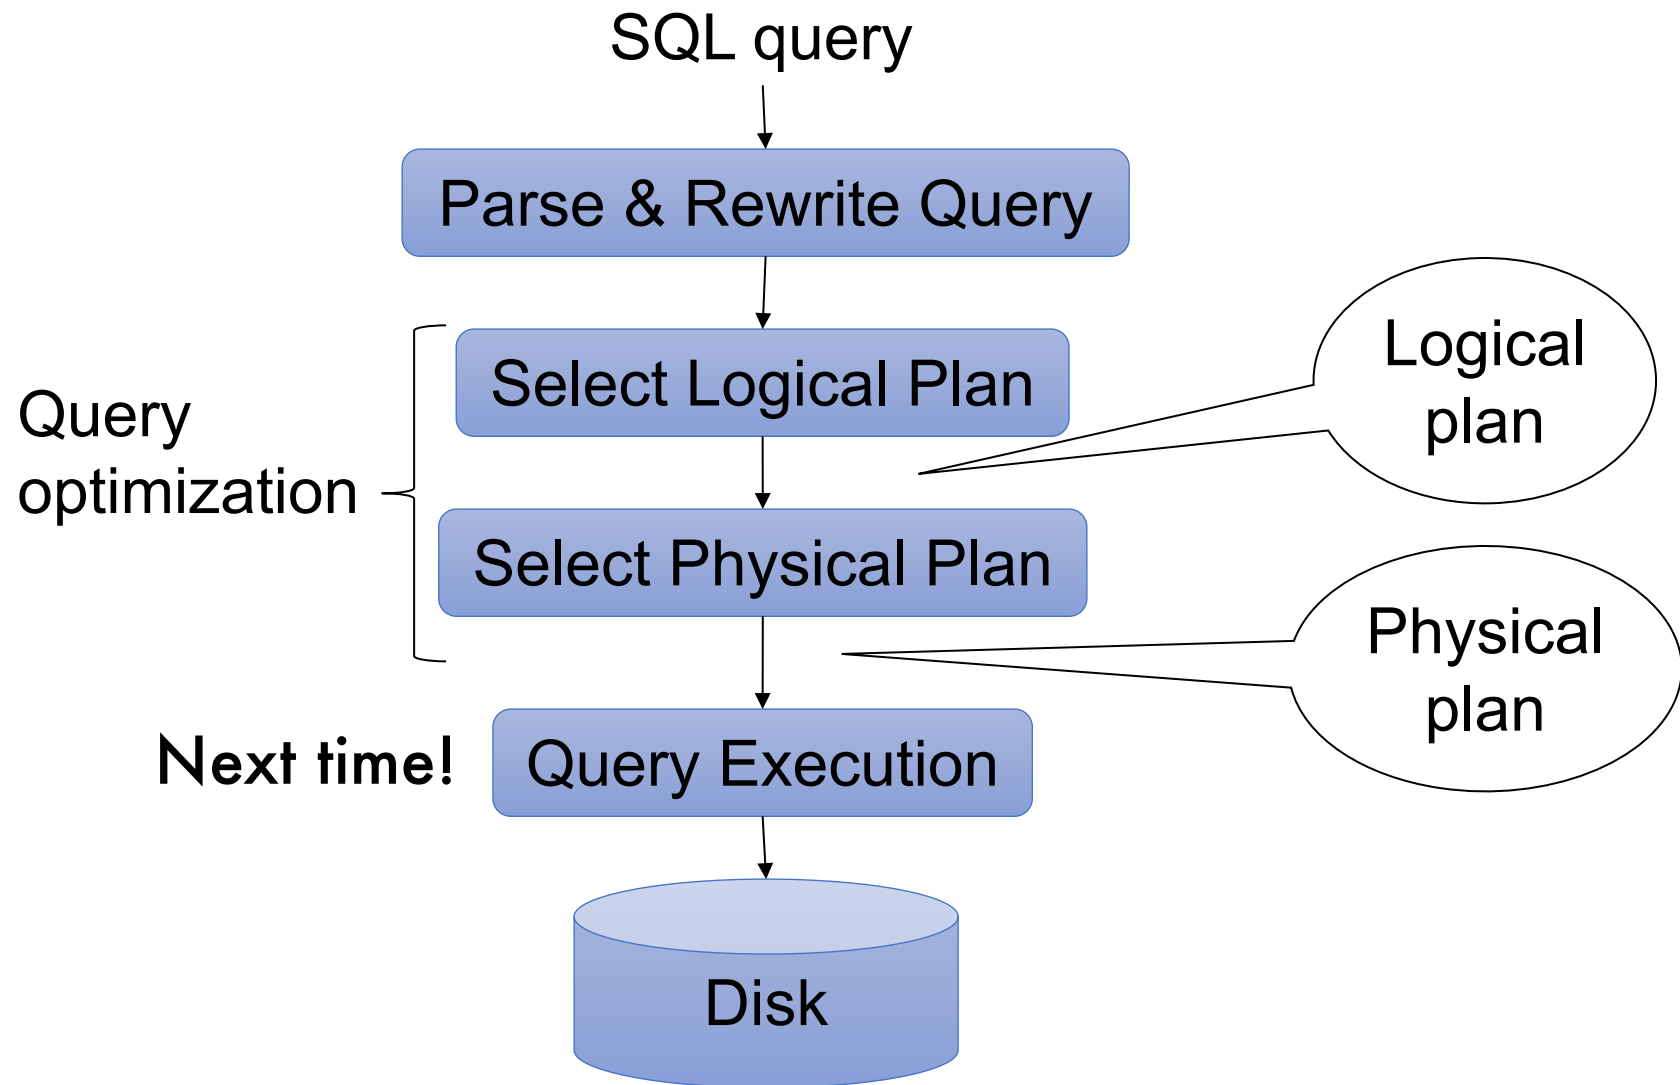 SQL query
Parse & Rewrite Query
Select Logical Plan
Logical
plan
Query
optimization
Select Physical Plan
Physical
plan
Next time!
Query Execution
Disk